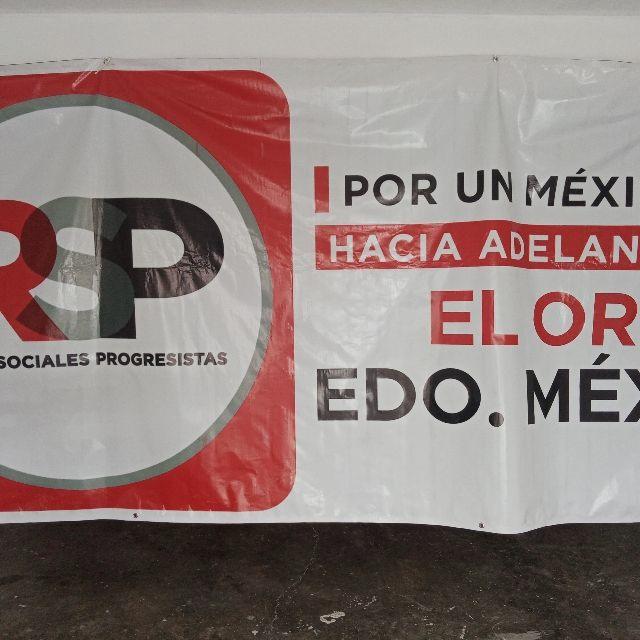 RSP
SOCIALES PROGRESISTAS
POR UN MÉXI
HACIA ADELAN
EL OR
EDO. MÉX